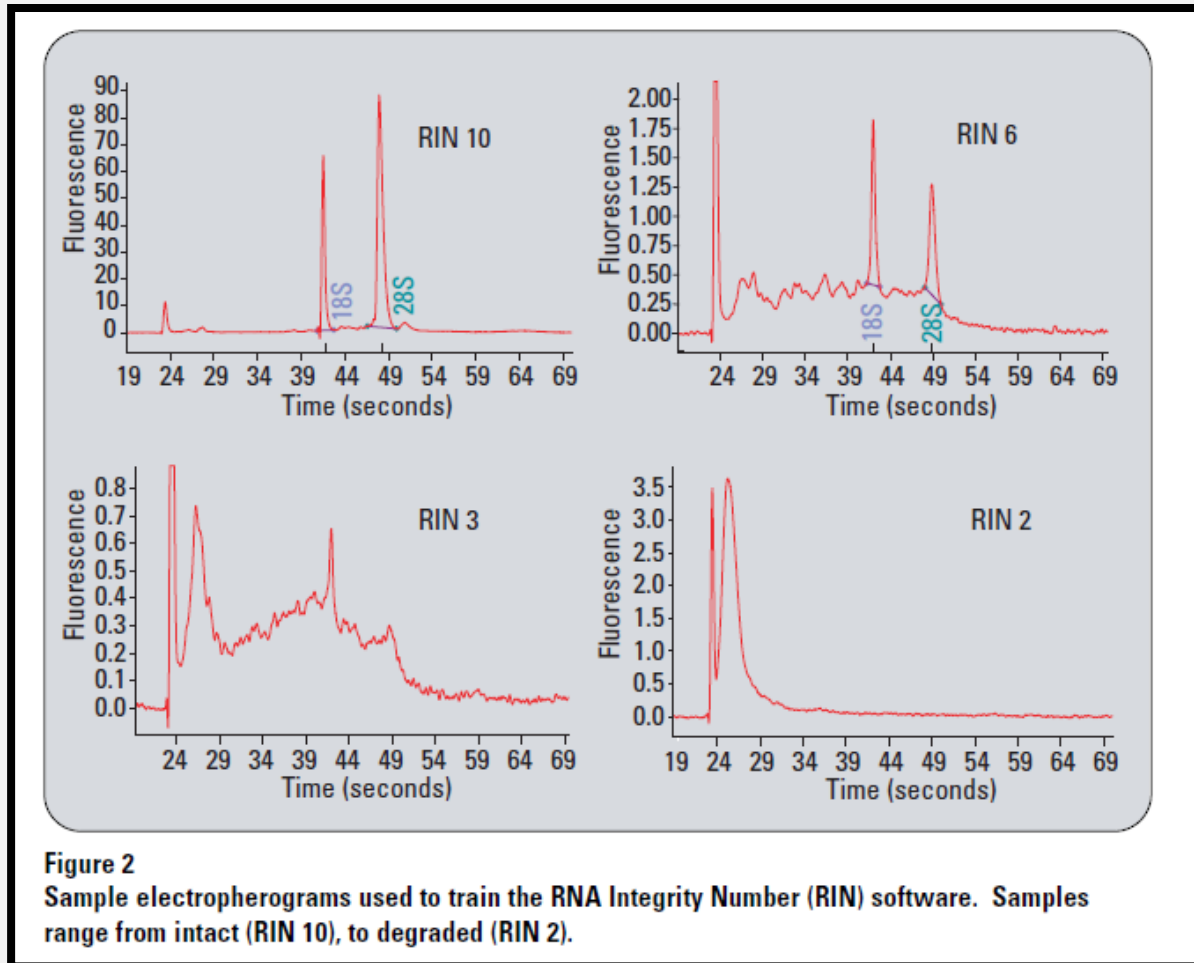 RIN 10
Fluorescence
90
80
70
60
50
40
30
20
10
0
18S
28S
19 24 29 34 39 44 49 54 59 64 69
Time (seconds)
RIN 6
Fluorescence
2.00
1.75
1.50
1.25
1.00
0.75
0.50
0.25
0.00
18S
28S
24 29 34 39 44 49 54 59 64 69
Time (seconds)
RIN 3
Fluorescence
0.8
0.7
0.6
0.5
0.4
0.3
0.2
0.1
0.0
24 29 34 39 44 49 54 59 64 69
Time (seconds)
RIN 2
Fluorescence
3.5
3.0
2.5
2.0
1.5
1.0
0.5
0.0
19 24 29 34 39 44 49 54 59 64 69
Time (seconds)
Figure 2
Sample electropherograms used to train the RNA Integrity Number (RIN) software. Samples
range from intact (RIN 10), to degraded (RIN 2).